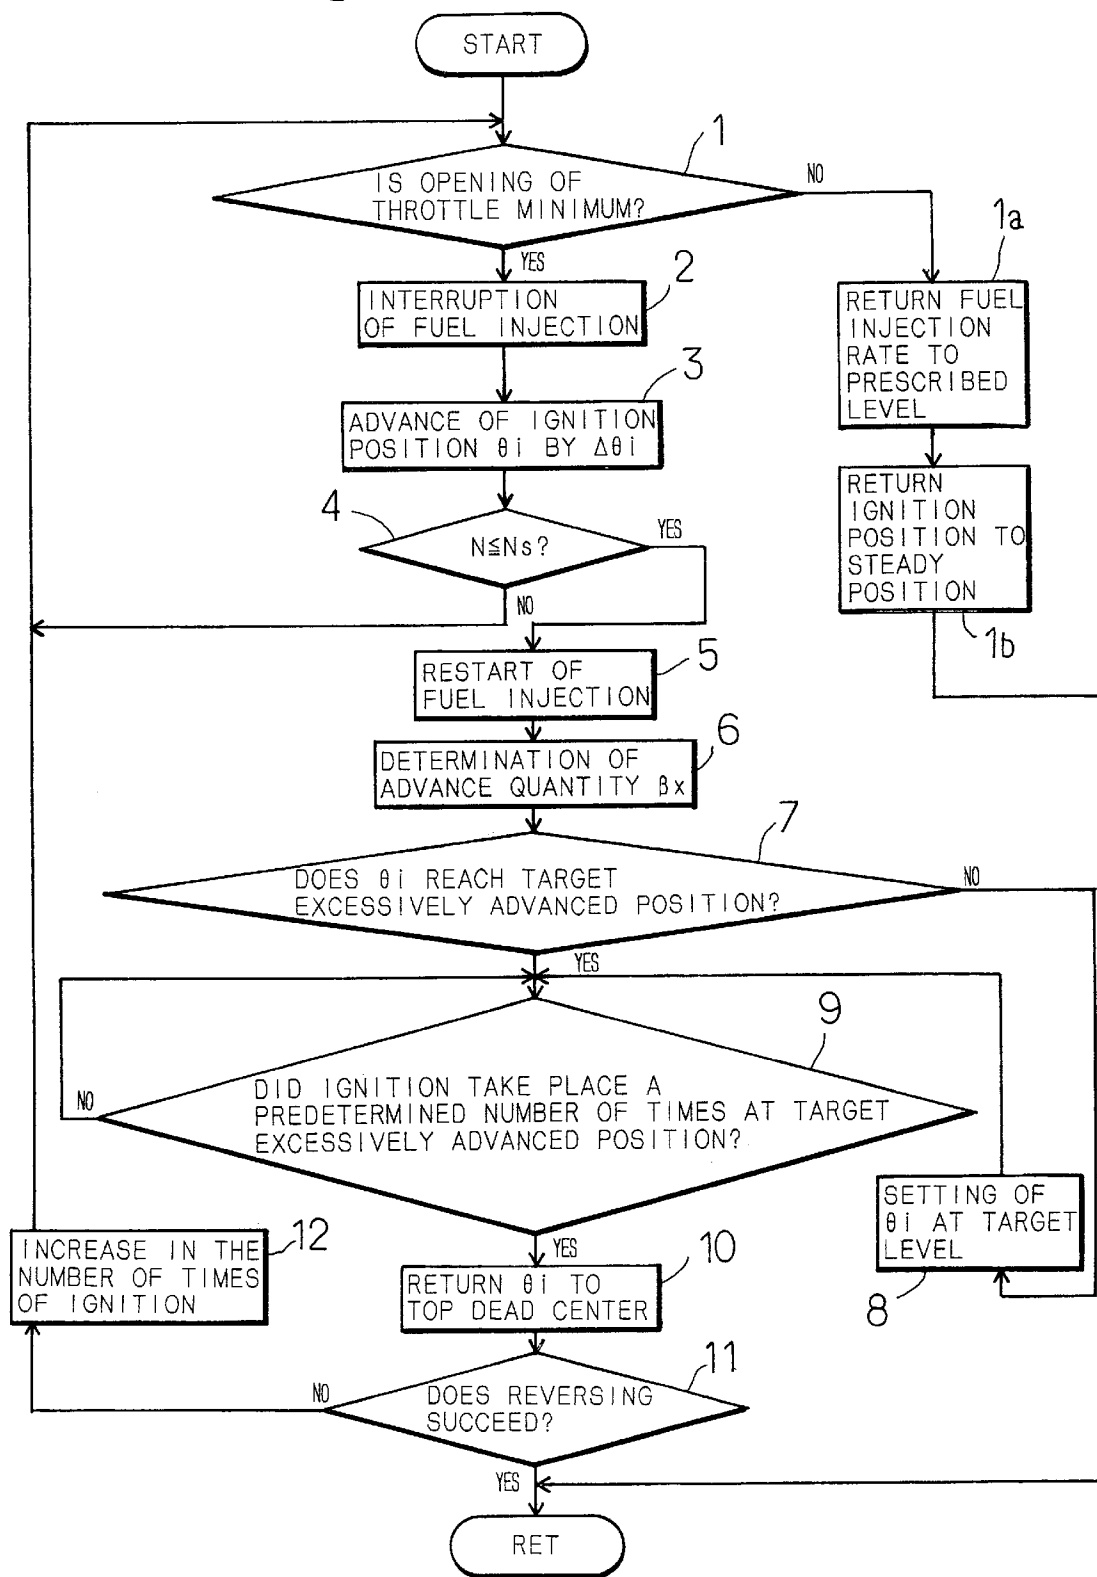 START
1
IS OPENING OF
THROTTLE MINIMUM?
NO
YES
1a
2
INTERRUPTION
OF FUEL INJECTION
RETURN FUEL
INJECTION
RATE TO
PRESCRIBED
LEVEL
3
ADVANCE OF IGNITION
POSITION θi BY Δθi
RETURN
IGNITION
POSITION TO
STEADY
POSITION
4
N≦Ns?
YES
NO
1b
5
RESTART OF
FUEL INJECTION
6
DETERMINATION OF
ADVANCE QUANTITY βx
7
DOES θi REACH TARGET
EXCESSIVELY ADVANCED POSITION?
NO
YES
9
DID IGNITION TAKE PLACE A
PREDETERMINED NUMBER OF TIMES AT TARGET
EXCESSIVELY ADVANCED POSITION?
NO
SETTING OF
θi AT TARGET
LEVEL
8
YES
12
INCREASE IN THE
NUMBER OF TIMES
OF IGNITION
10
RETURN θi TO
TOP DEAD CENTER
11
NO
DOES REVERSING
SUCCEED?
YES
RET